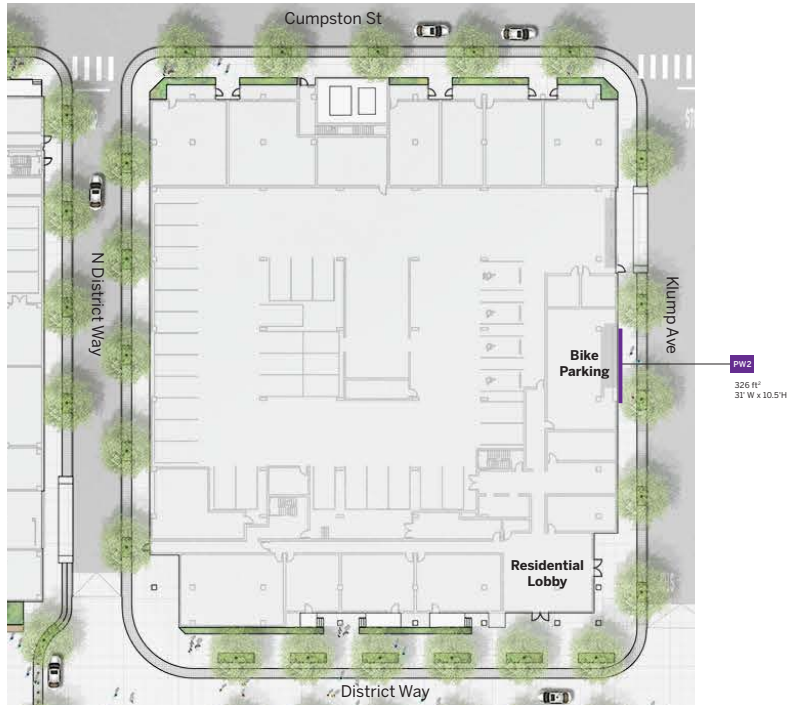 Cumpston St
N District Way
Klump Ave
Bike
Parking
PW2
326 ft²
31' W x 10.5'H
Residential
Lobby
District Way